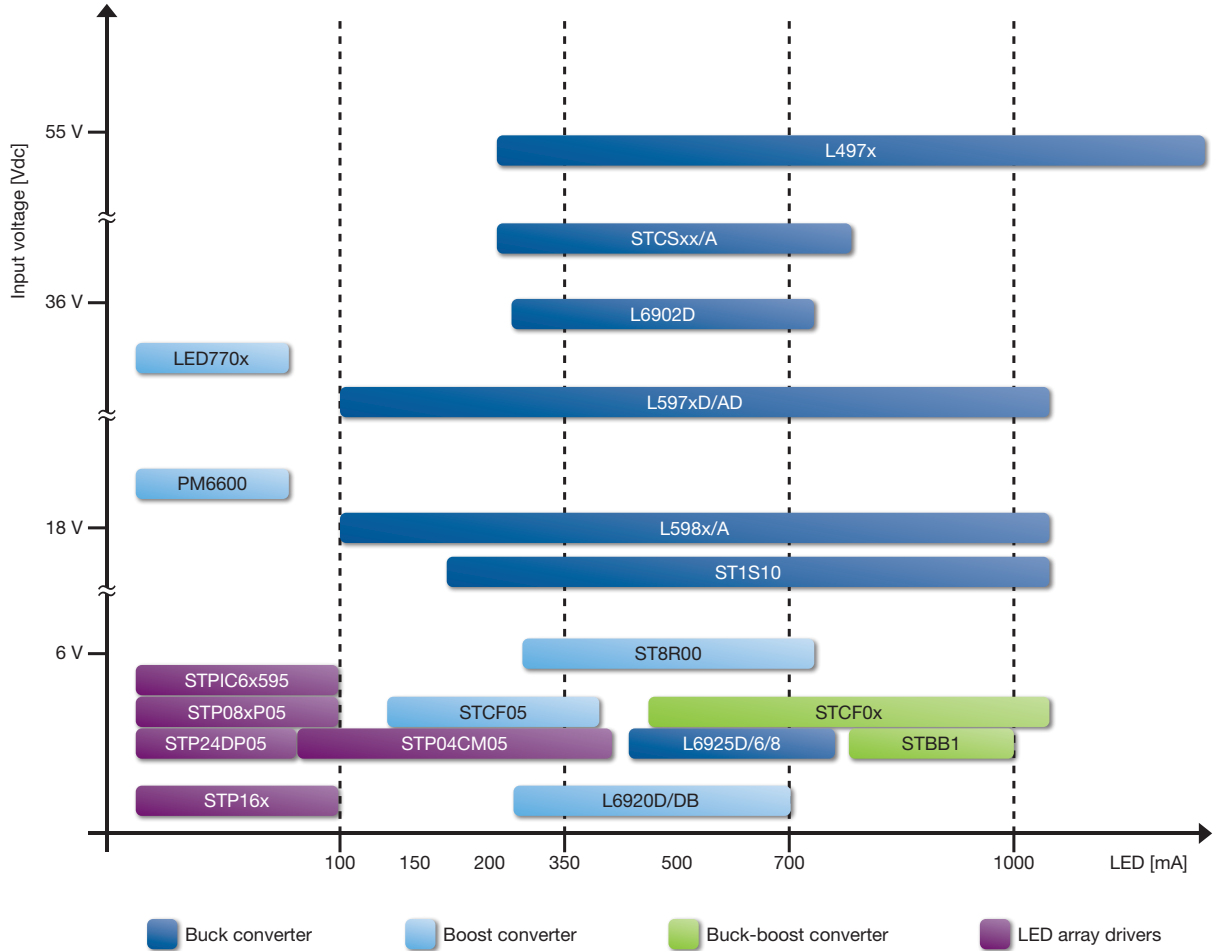 Input voltage [Vdc]
55 V
L497x
STCSxx/A
36 V
L6902D
LED770x
L597xD/AD
PM6600
18 V
L598x/A
ST1S10
6 V
ST8R00
STPIC6x595
STP08xP05
STCF05
STCF0x
STP24DP05
STP04CM05
L6925D/6/8
STBB1
STP16x
L6920D/DB
100 150 200 350 500 700 1000 LED [mA]
Buck converter
Boost converter
Buck-boost converter
LED array drivers